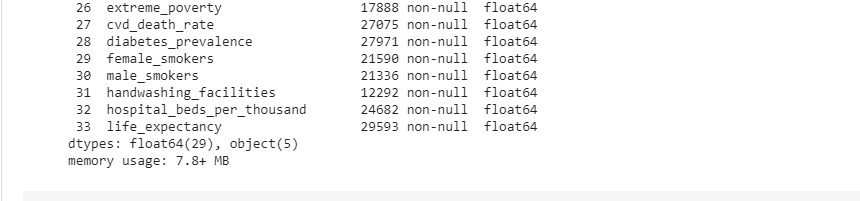 26 extreme_poverty 17888 non-null float64
27 cvd_death_rate 27075 non-null float64
28 diabetes_prevalence 27971 non-null float64
29 female_smokers 21590 non-null float64
30 male_smokers 21336 non-null float64
31 handwashing_facilities 12292 non-null float64
32 hospital_beds_per_thousand 24682 non-null float64
33 life_expectancy 29593 non-null float64
dtypes: float64(29), object(5)
memory usage: 7.8+ MB